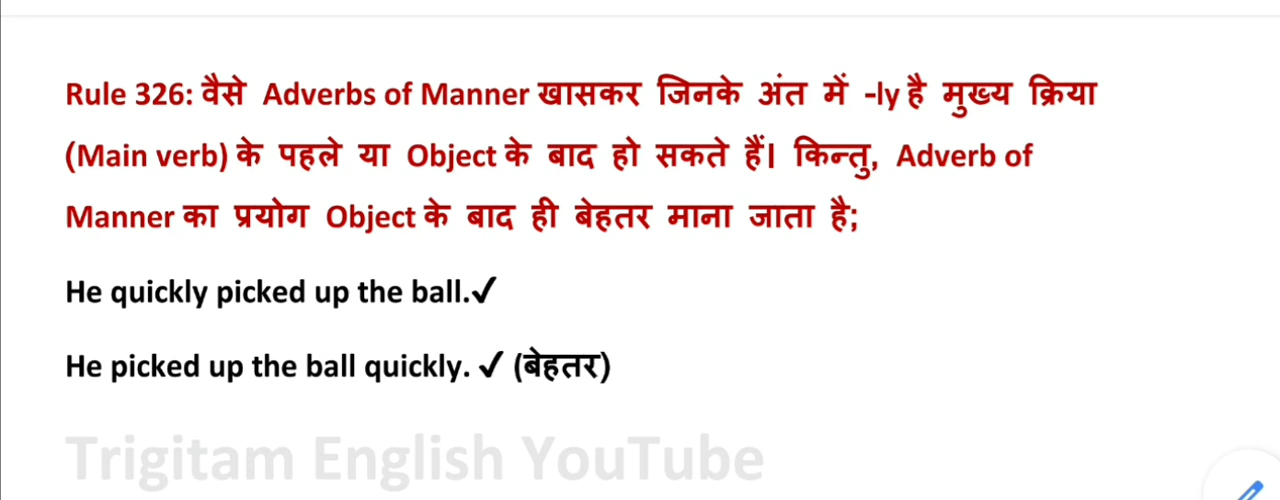 Rule 326: वैसे Adverbs of Manner खासकर जिनके अंत में -ly है मुख्य क्रिया
(Main verb) के पहले या Object के बाद हो सकते हैं। किन्तु, Adverb of
Manner का प्रयोग Object के बाद ही बेहतर माना जाता है;
He quickly picked up the ball.✓
He picked up the ball quickly. ✓ (बेहतर)
Trigitam English YouTube